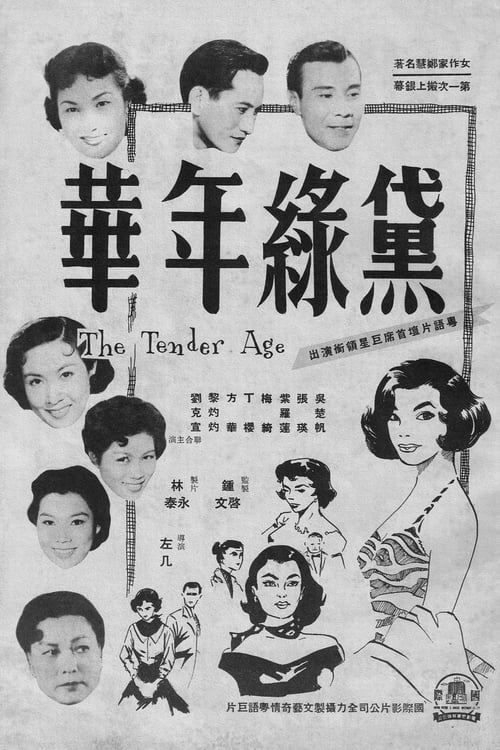 女作家鄭慧名著
第一次搬上銀幕
黛綠年華
The Tender Age
粵語片壇首席巨星領銜演出
吳楚帆
張瑛
紫羅蓮
梅綺
丁櫻
方華
黎灼灼
劉克宣
聯合主演
監製
鍾啓文
製片
林永泰
導演
左几
國際影片公司全力攝製文藝奇情粵語巨片
國際